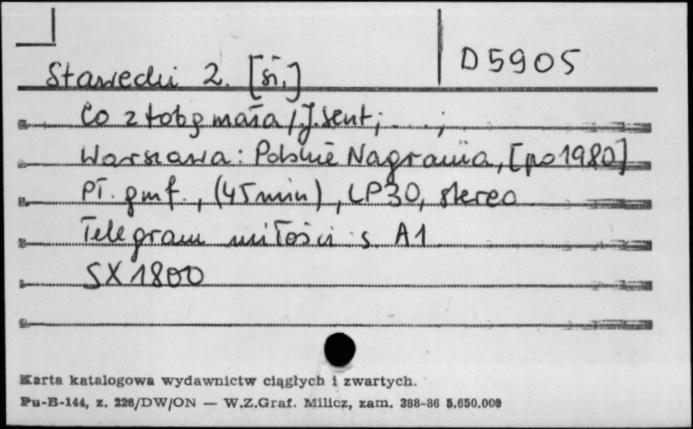 D5905
Stawecki Z. [sł.]
Co z tobą mała / J. Sent; . . . ;
Warszawa: Polskie Nagrania, [po 1980]
Pł. gmf., (45 min), LP30, stereo
Telegram miłości s. A1
SX 1800
Karta katalogowa wydawnictw ciągłych i zwartych.
Pu-B-144, z. 226/DW/ON — W.Z.Graf. Milicz, zam. 388-86 5.650.000